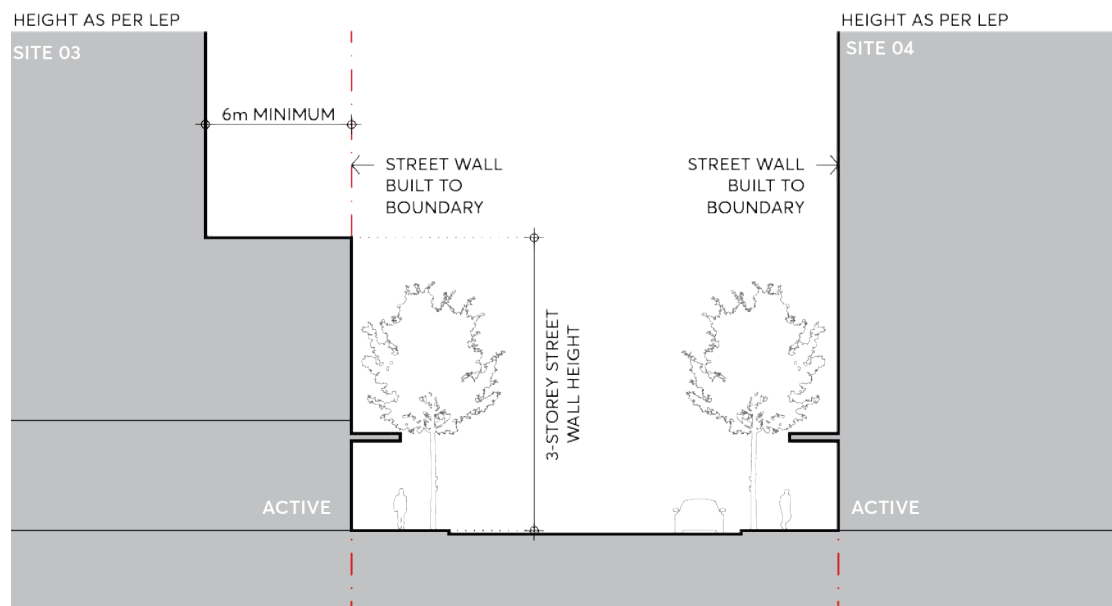 HEIGHT AS PER LEP
SITE 03
HEIGHT AS PER LEP
SITE 04
6m MINIMUM
STREET WALL
BUILT TO
BOUNDARY
STREET WALL
BUILT TO
BOUNDARY
3-STOREY STREET
WALL HEIGHT
ACTIVE
ACTIVE